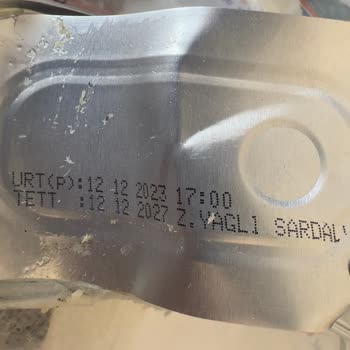 URT(P):12 12 2023 17:00
TETT :12 12 2027 Z.YAGLI SARDAL